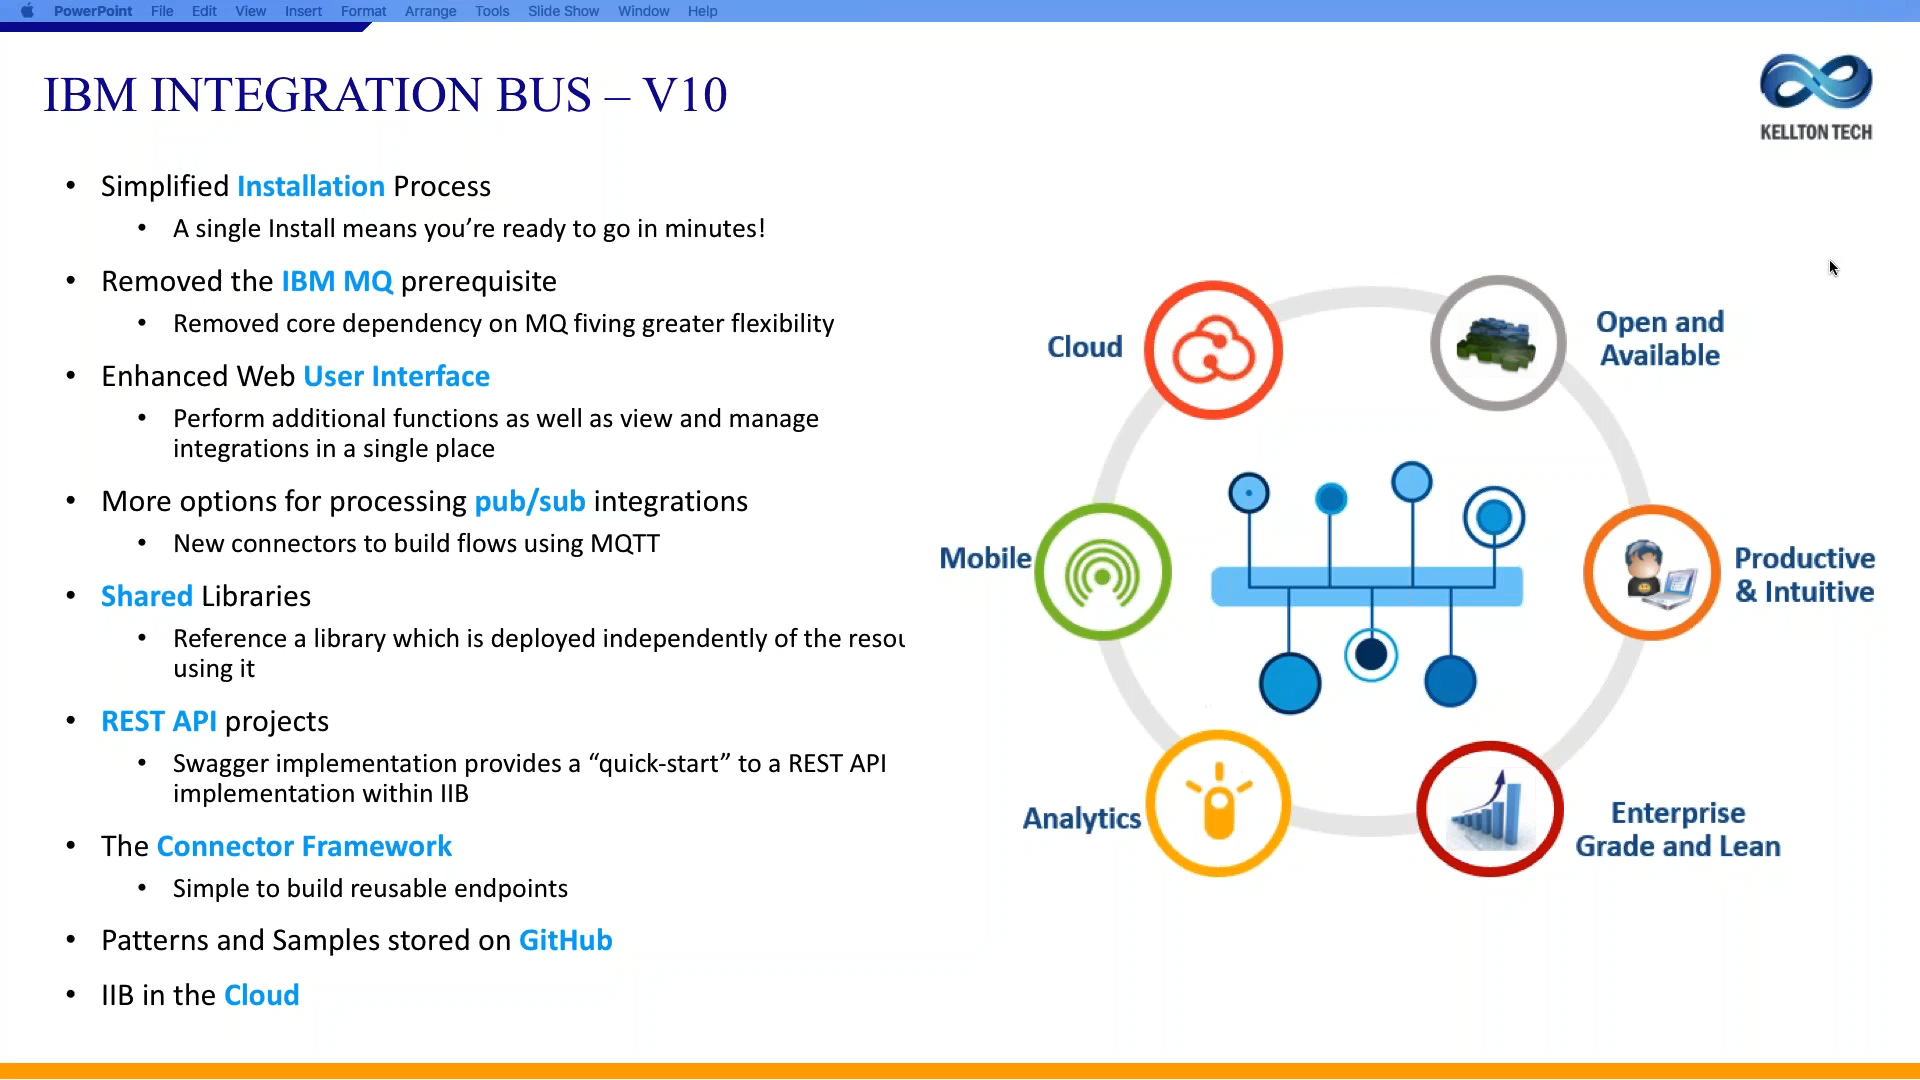 PowerPoint File Edit View Insert Format Arrange Tools Slide Show Window Help
IBM INTEGRATION BUS – V10
KELLTON TECH
• Simplified Installation Process
• A single Install means you’re ready to go in minutes!
• Removed the IBM MQ prerequisite
• Removed core dependency on MQ fiving greater flexibility
• Enhanced Web User Interface
• Perform additional functions as well as view and manage
integrations in a single place
• More options for processing pub/sub integrations
• New connectors to build flows using MQTT
• Shared Libraries
• Reference a library which is deployed independently of the
using it
• REST API projects
• Swagger implementation provides a “quick-start” to a REST API
implementation within IIB
• The Connector Framework
• Simple to build reusable endpoints
• Patterns and Samples stored on GitHub
• IIB in the Cloud
Cloud
Open and
Available
Mobile
Productive
& Intuitive
Analytics
Enterprise
Grade and Lean